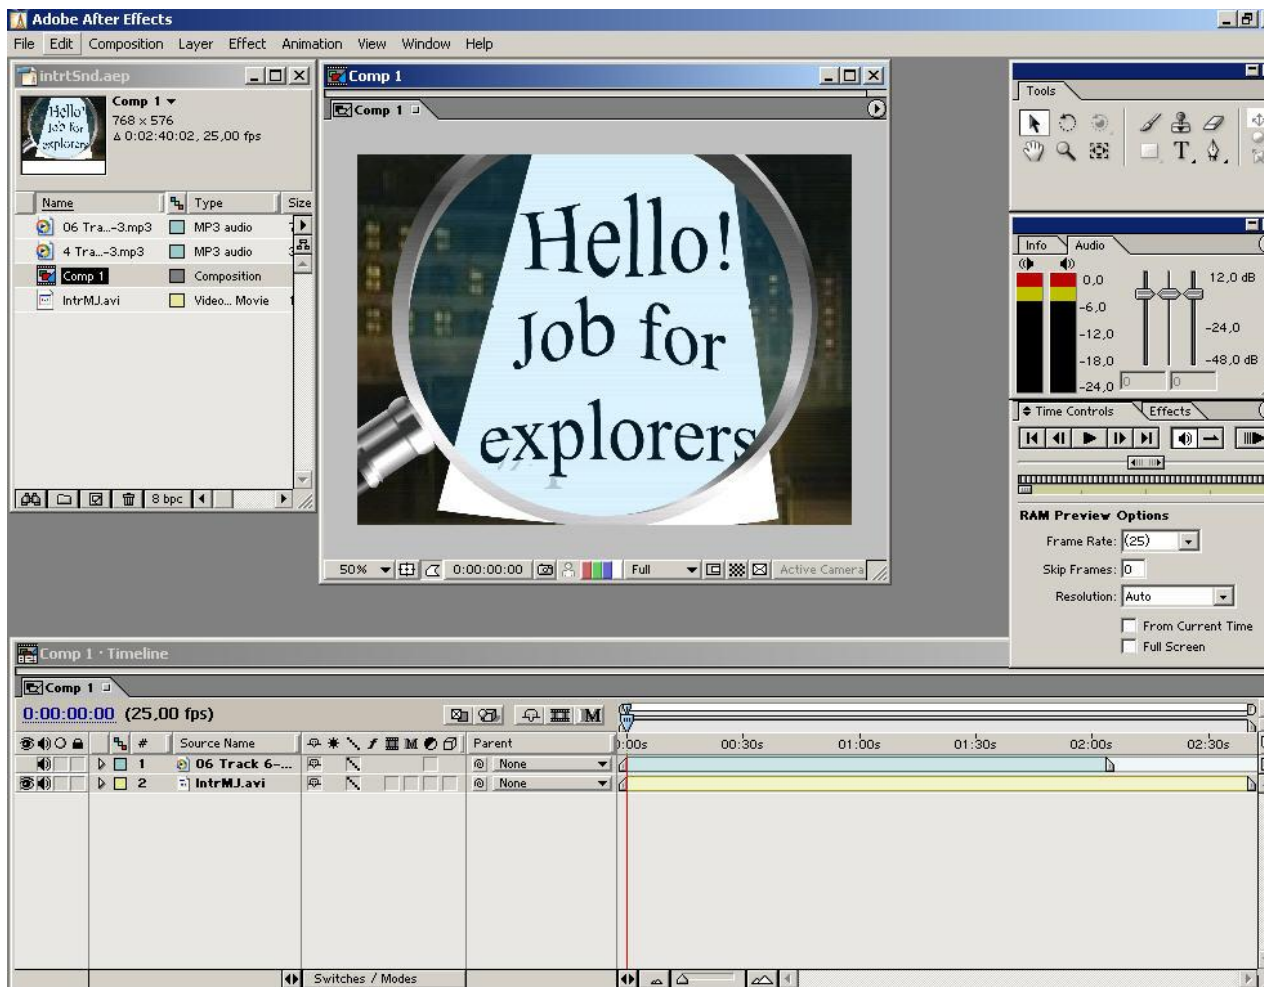 Adobe After Effects
File Edit Composition Layer Effect Animation View Window Help
intrtSnd.aep
Comp 1
768 x 576
Δ 0:02:40:02, 25,00 fps
Name Type Size
06 Tra...-3.mp3 MP3 audio
4 Tra...-3.mp3 MP3 audio
Comp 1 Composition
IntrMJ.avi Video... Movie
8 bpc
Comp 1
Comp 1
Hello!
Job for
explorers
50% 0:00:00:00 Full Active Camera
Tools
Info Audio
0,0 12,0 dB
-6,0
-12,0 -24,0
-18,0 -48,0 dB
-24,0 0 0
Time Controls Effects
RAM Preview Options
Frame Rate: (25)
Skip Frames: 0
Resolution: Auto
From Current Time
Full Screen
Comp 1 · Timeline
Comp 1
0:00:00:00 (25,00 fps) M
# Source Name M Parent 0:00s 00:30s 01:00s 01:30s 02:00s 02:30s
1 06 Track 6-... None
2 IntrMJ.avi None
Switches / Modes